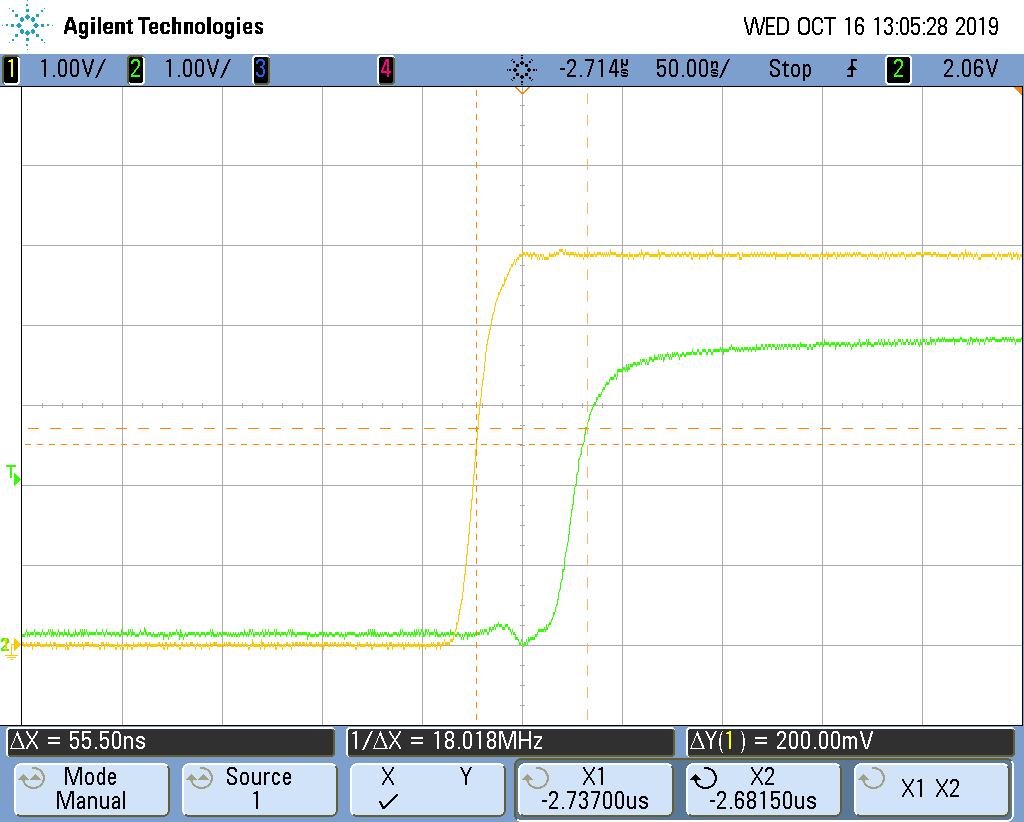 Agilent Technologies
WED OCT 16 13:05:28 2019
1 1.00V/ 2 1.00V/ 3 4 -2.714µs 50.00ns/ Stop 2 2.06V
T
2
ΔX = 55.50ns 1/ΔX = 18.018MHz ΔY(1) = 200.00mV
Mode Source X Y X1 X2 X1 X2
Manual 1 -2.73700us -2.68150us